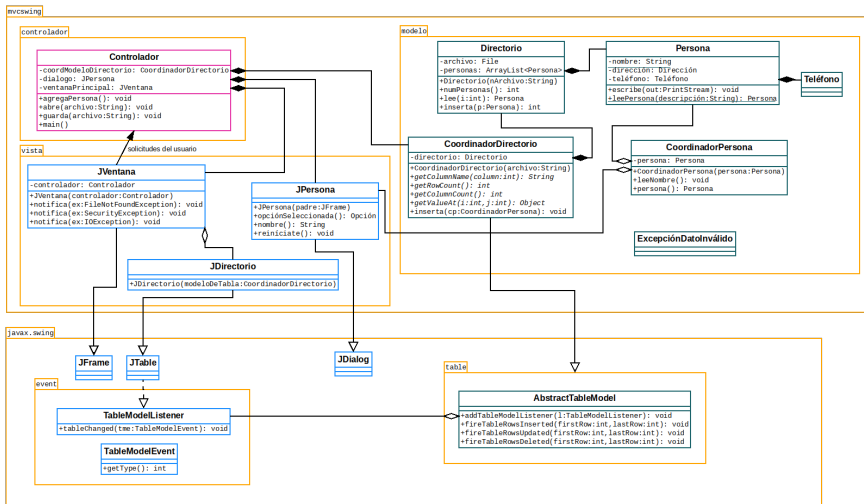 mvcswing
controlador
Controlador
-coordModeloDirectorio: CoordinadorDirectorio
-dialogo: JPersona
-ventanaPrincipal: JVentana
+agregaPersona(): void
+abre(archivo:String): void
+guarda(archivo:String): void
+main()
solicitudes del usuario
vista
JVentana
-controlador: Controlador
+JVentana(controlador:Controlador)
+notifica(ex:FileNotFoundException): void
+notifica(ex:SecurityException): void
+notifica(ex:IOException): void
JPersona
+JPersona(padre:JFrame)
+opciónSeleccionada(): Opción
+nombre(): String
+reiníciate(): void
JDirectorio
+JDirectorio(modeloDeTabla:CoordinadorDirectorio)
modelo
Directorio
-archivo: File
-personas: ArrayList<Persona>
+Directorio(nArchivo:String)
+numPersonas(): int
+lee(i:int): Persona
+inserta(p:Persona): int
Persona
-nombre: String
-dirección: Dirección
-teléfono: Teléfono
+escribe(out:PrintStream): void
+leePersona(descripción:String): Persona
Teléfono
CoordinadorDirectorio
-directorio: Directorio
+CoordinadorDirectorio(archivo:String)
+getColumnName(column:int): String
+getRowCount(): int
+getColumnCount(): int
+getValueAt(i:int,j:int): Object
+inserta(cp:CoordinadorPersona): void
CoordinadorPersona
-persona: Persona
+CoordinadorPersona(persona:Persona)
+leeNombre(): void
+persona(): Persona
ExcepciónDatoInválido
javax.swing
JFrame
JTable
JDialog
event
TableModelListener
+tableChanged(tme:TableModelEvent): void
TableModelEvent
+getType(): int
table
AbstractTableModel
+addTableModelListener(l:TableModelListener): void
+fireTableRowsInserted(firstRow:int,lastRow:int): void
+fireTableRowsUpdated(firstRow:int,lastRow:int): void
+fireTableRowsDeleted(firstRow:int,lastRow:int): void